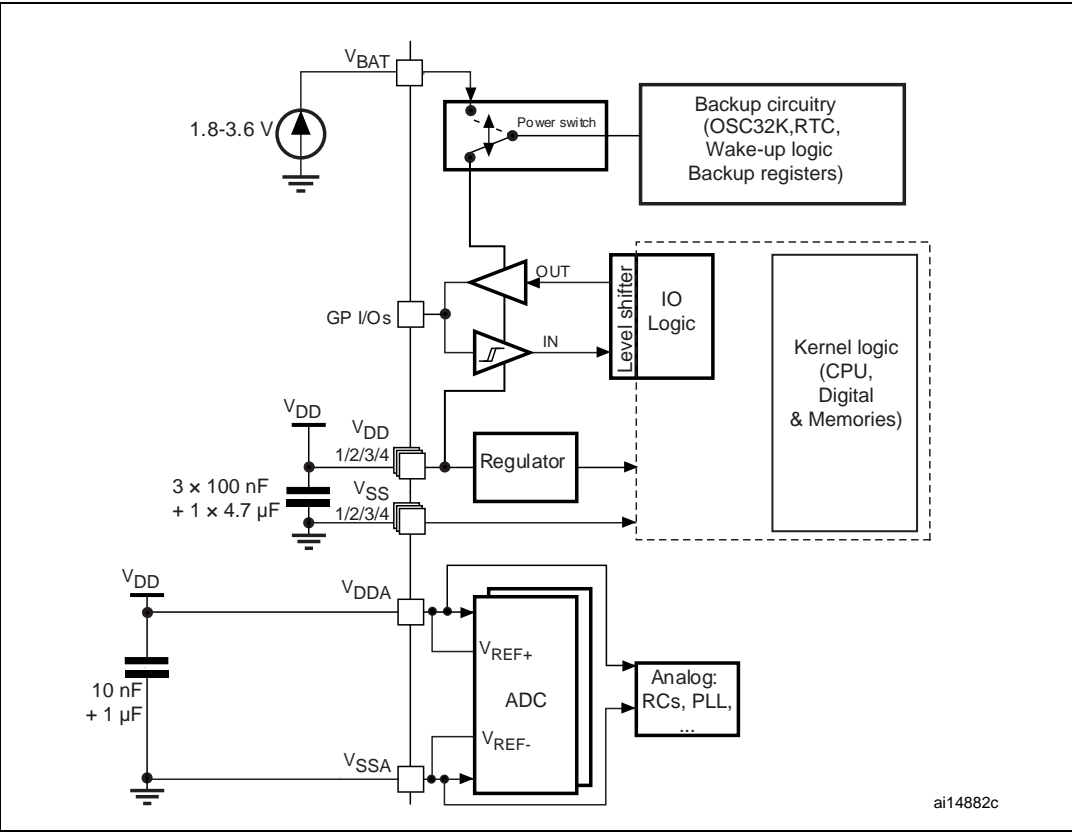 VBAT
1.8-3.6 V
Power switch
Backup circuitry
(OSC32K,RTC,
Wake-up logic
Backup registers)
OUT
GP I/Os
IN
Level shifter
IO
Logic
Kernel logic
(CPU,
Digital
& Memories)
VDD
VDD
1/2/3/4
Regulator
3 × 100 nF
+ 1 × 4.7 µF
VSS
1/2/3/4
VDD
VDDA
VREF+
ADC
10 nF
+ 1 µF
VREF-
Analog:
RCs, PLL,
...
VSSA
ai14882c